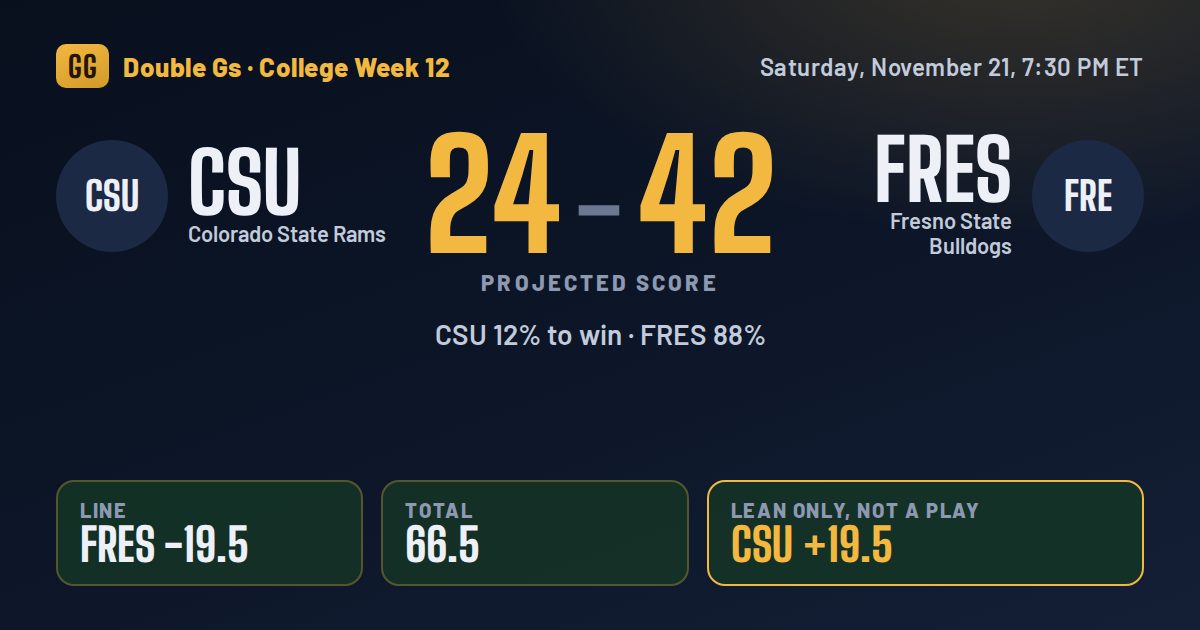 GG
Double Gs · College Week 12
Saturday, November 21, 7:30 PM ET
CSU
CSU
Colorado State Rams
24 – 42
PROJECTED SCORE
CSU 12% to win · FRES 88%
FRES
Fresno State
Bulldogs
FRE
LINE
FRES −19.5
TOTAL
66.5
LEAN ONLY, NOT A PLAY
CSU +19.5